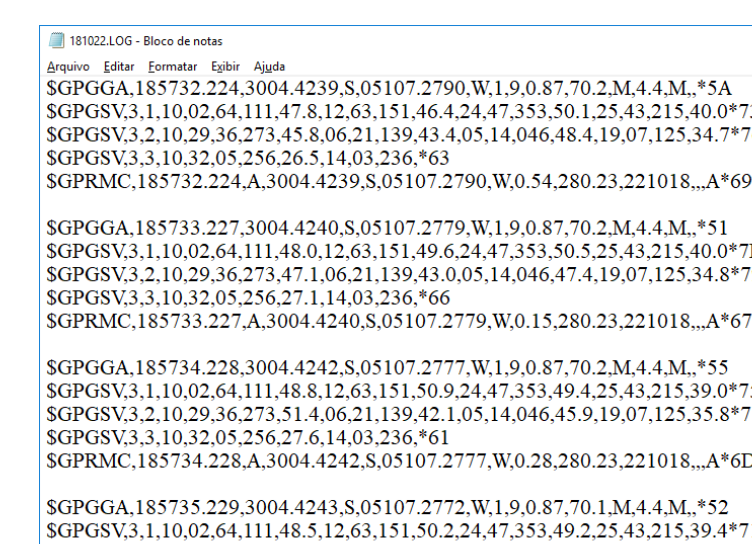 181022.LOG - Bloco de notas
Arquivo Editar Formatar Exibir Ajuda
$GPGGA,185732.224,3004.4239,S,05107.2790,W,1,9,0.87,70.2,M,4.4,M,,*5A
$GPGSV,3,1,10,02,64,111,47.8,12,63,151,46.4,24,47,353,50.1,25,43,215,40.0*7
$GPGSV,3,2,10,29,36,273,45.8,06,21,139,43.4,05,14,046,48.4,19,07,125,34.7*7
$GPGSV,3,3,10,32,05,256,26.5,14,03,236,*63
$GPRMC,185732.224,A,3004.4239,S,05107.2790,W,0.54,280.23,221018,,,A*69
$GPGGA,185733.227,3004.4240,S,05107.2779,W,1,9,0.87,70.2,M,4.4,M,,*51
$GPGSV,3,1,10,02,64,111,48.0,12,63,151,49.6,24,47,353,50.5,25,43,215,40.0*7
$GPGSV,3,2,10,29,36,273,47.1,06,21,139,43.0,05,14,046,47.4,19,07,125,34.8*7
$GPGSV,3,3,10,32,05,256,27.1,14,03,236,*66
$GPRMC,185733.227,A,3004.4240,S,05107.2779,W,0.15,280.23,221018,,,A*67
$GPGGA,185734.228,3004.4242,S,05107.2777,W,1,9,0.87,70.2,M,4.4,M,,*55
$GPGSV,3,1,10,02,64,111,48.8,12,63,151,50.9,24,47,353,49.4,25,43,215,39.0*7
$GPGSV,3,2,10,29,36,273,51.4,06,21,139,42.1,05,14,046,45.9,19,07,125,35.8*7
$GPGSV,3,3,10,32,05,256,27.6,14,03,236,*61
$GPRMC,185734.228,A,3004.4242,S,05107.2777,W,0.28,280.23,221018,,,A*6D
$GPGGA,185735.229,3004.4243,S,05107.2772,W,1,9,0.87,70.1,M,4.4,M,,*52
$GPGSV,3,1,10,02,64,111,48.5,12,63,151,50.2,24,47,353,49.2,25,43,215,39.4*7